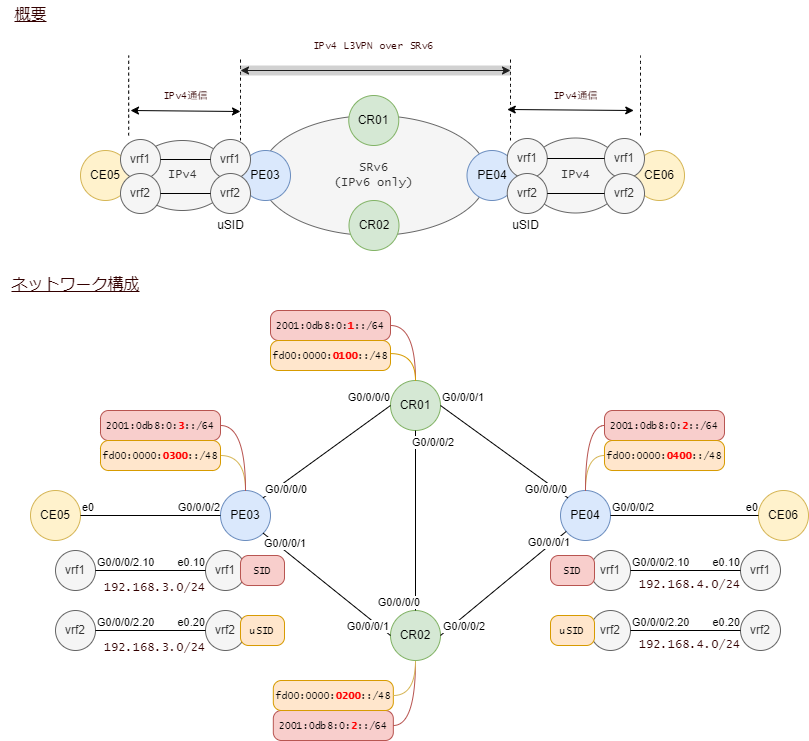 概要
IPv4 L3VPN over SRv6
IPv4通信
IPv4通信
CR01
vrf1
vrf1
vrf1
vrf1
CE05
IPv4
PE03
SRv6
(IPv6 only)
PE04
IPv4
CE06
vrf2
vrf2
vrf2
vrf2
uSID
CR02
uSID
ネットワーク構成
2001:0db8:0:1::/64
fd00:0000:0100::/48
G0/0/0/0
CR01
G0/0/0/1
G0/0/0/2
2001:0db8:0:3::/64
fd00:0000:0300::/48
2001:0db8:0:2::/64
fd00:0000:0400::/48
G0/0/0/0
G0/0/0/0
CE05
e0
G0/0/0/2
PE03
PE04
G0/0/0/2
e0
CE06
G0/0/0/1
G0/0/0/1
vrf1
G0/0/0/2.10
e0.10
vrf1
SID
192.168.3.0/24
SID
vrf1
G0/0/0/2.10
e0.10
vrf1
192.168.4.0/24
vrf2
G0/0/0/2.20
e0.20
vrf2
uSID
192.168.3.0/24
uSID
vrf2
G0/0/0/2.20
e0.20
vrf2
192.168.4.0/24
G0/0/0/0
G0/0/0/1
CR02
G0/0/0/2
fd00:0000:0200::/48
2001:0db8:0:2::/64